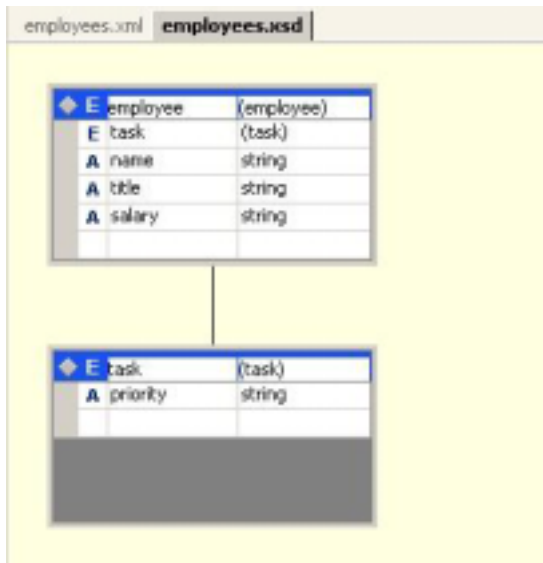 employees.xml employees.xsd
E employee (employee)
E task (task)
A name string
A title string
A salary string
E task (task)
A priority string